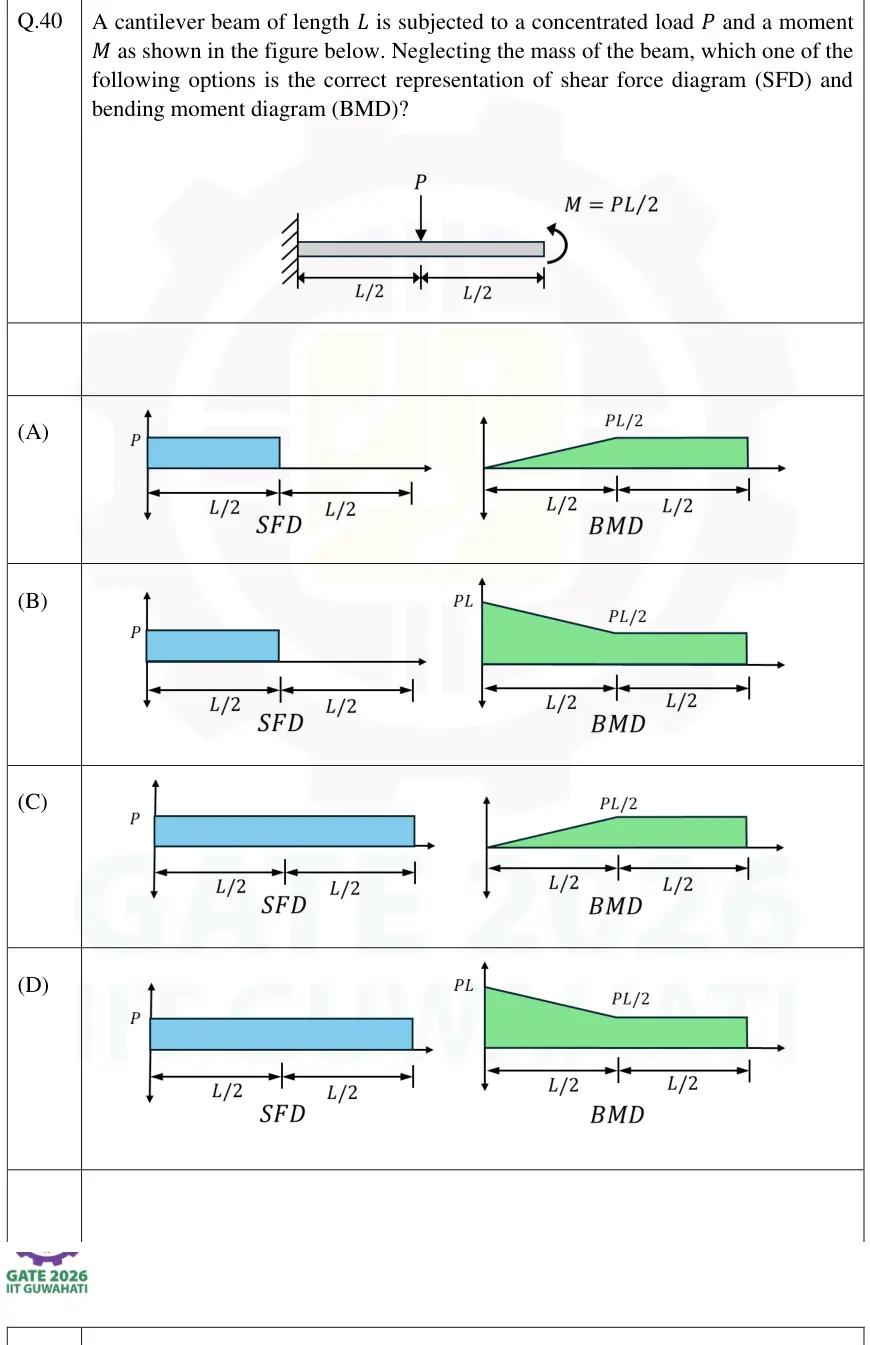 Q.40
A cantilever beam of length L is subjected to a concentrated load P and a moment
M as shown in the figure below. Neglecting the mass of the beam, which one of the
following options is the correct representation of shear force diagram (SFD) and
bending moment diagram (BMD)?
P
M = PL/2
L/2 L/2
(A)
P
L/2 L/2
SFD
PL/2
L/2 L/2
BMD
(B)
P
L/2 L/2
SFD
PL
PL/2
L/2 L/2
BMD
(C)
P
L/2 L/2
SFD
PL/2
L/2 L/2
BMD
(D)
P
L/2 L/2
SFD
PL
PL/2
L/2 L/2
BMD
GATE 2026
IIT GUWAHATI
GATE 2026
IIT GUWAHATI